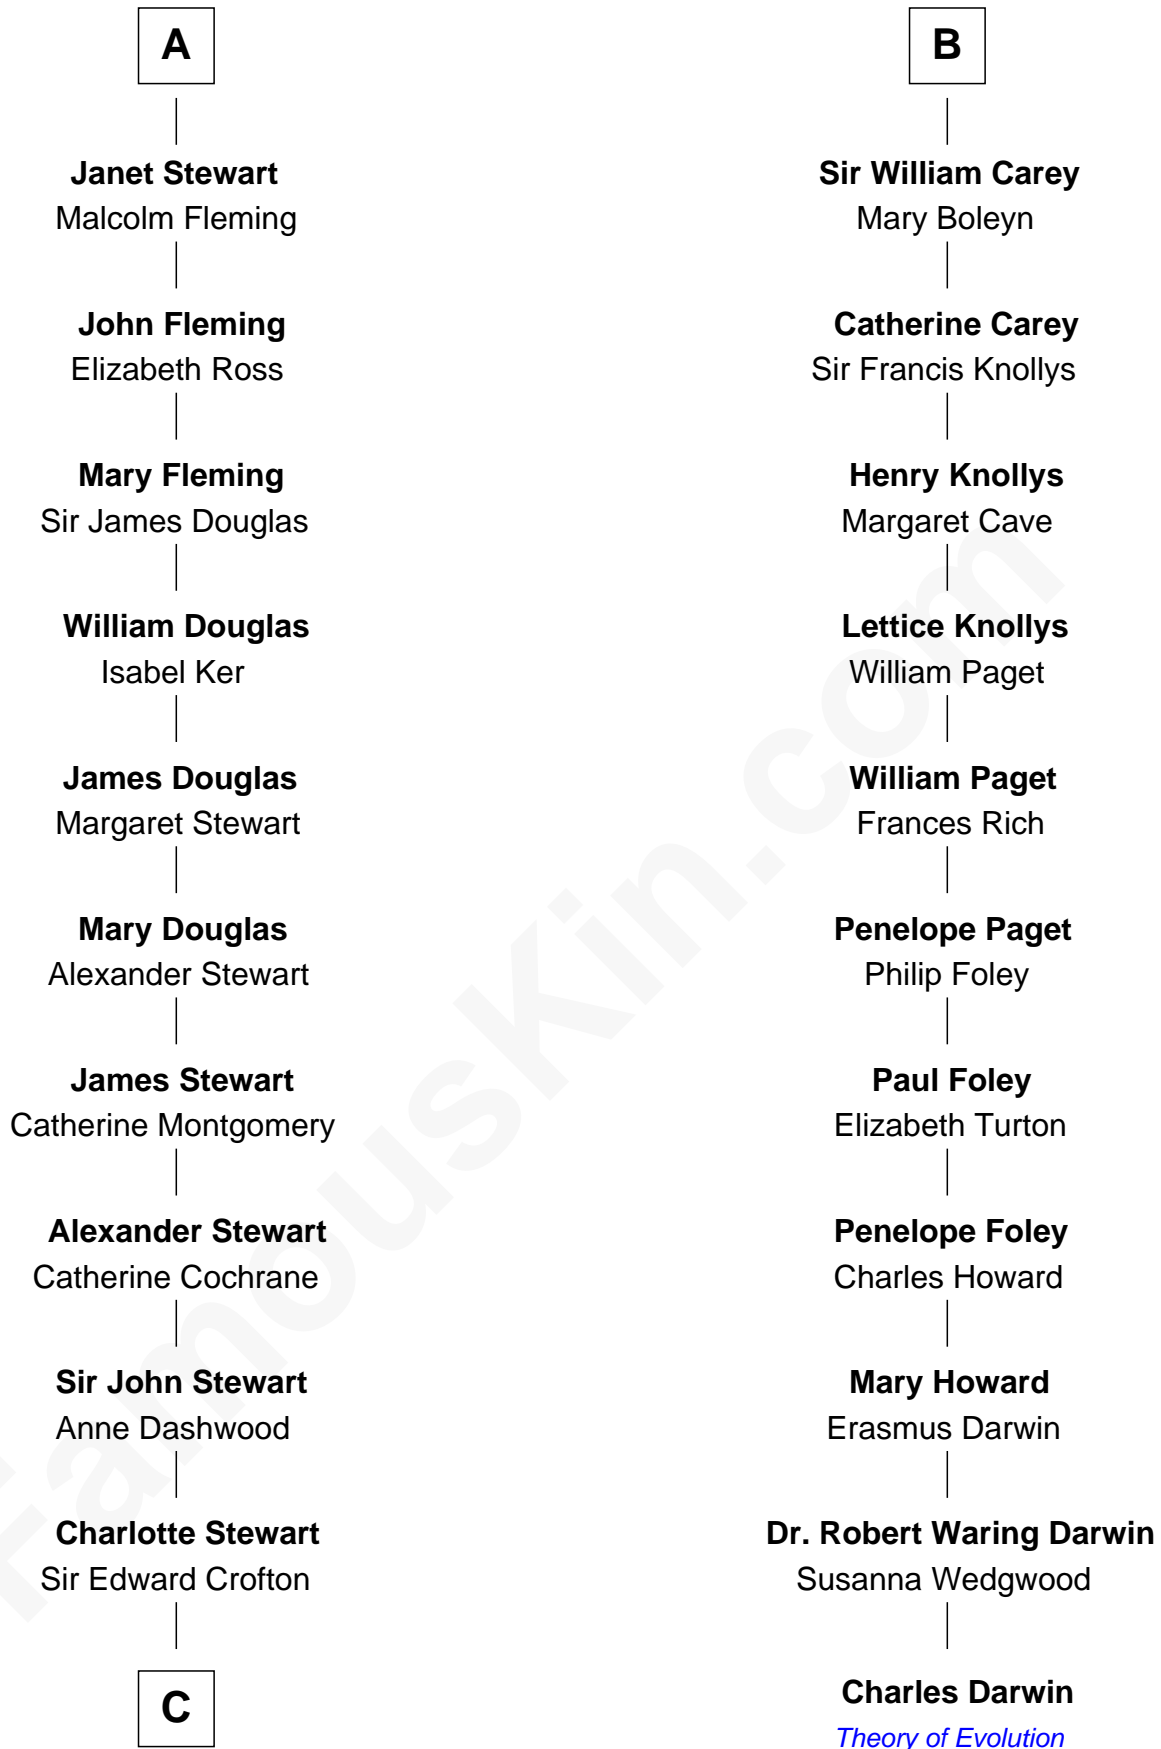 A
Janet Stewart
Malcolm Fleming
John Fleming
Elizabeth Ross
Mary Fleming
Sir James Douglas
William Douglas
Isabel Ker
James Douglas
Margaret Stewart
Mary Douglas
Alexander Stewart
James Stewart
Catherine Montgomery
Alexander Stewart
Catherine Cochrane
Sir John Stewart
Anne Dashwood
Charlotte Stewart
Sir Edward Crofton
C
B
Sir William Carey
Mary Boleyn
Catherine Carey
Sir Francis Knollys
Henry Knollys
Margaret Cave
Lettice Knollys
William Paget
William Paget
Frances Rich
Penelope Paget
Philip Foley
Paul Foley
Elizabeth Turton
Penelope Foley
Charles Howard
Mary Howard
Erasmus Darwin
Dr. Robert Waring Darwin
Susanna Wedgwood
Charles Darwin
Theory of Evolution
FamousKin.com